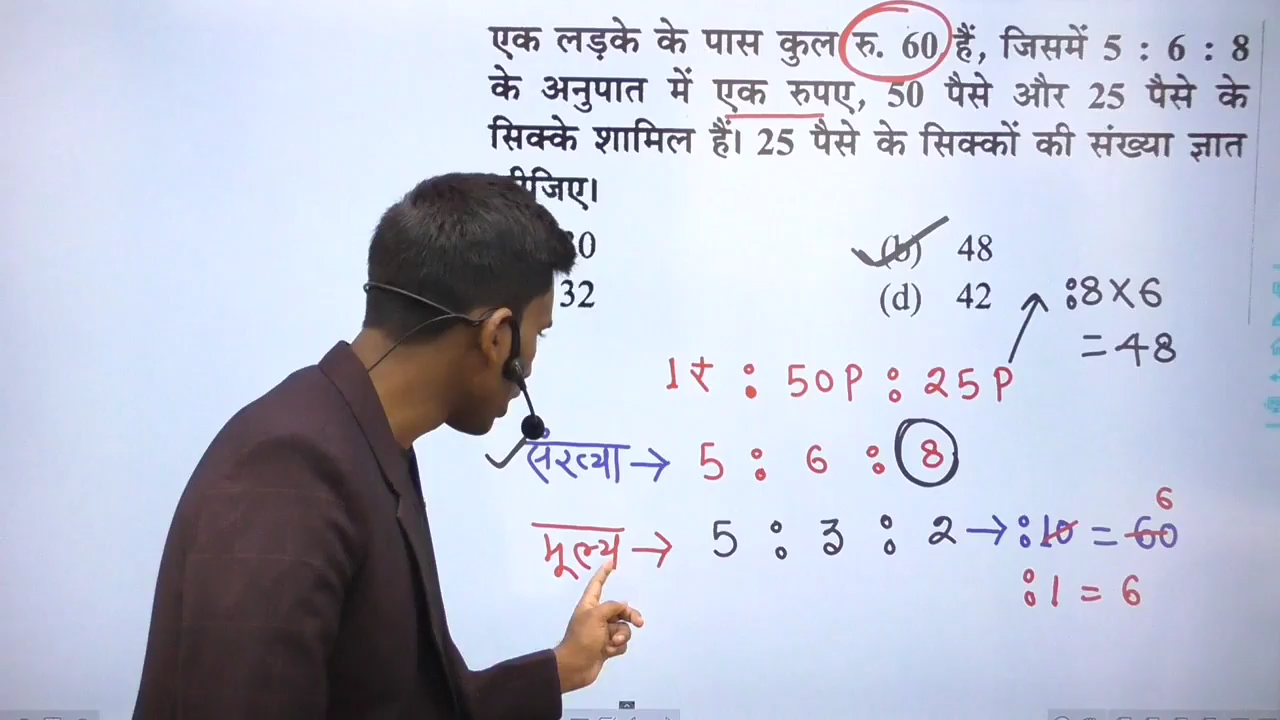 एक लड़के के पास कुल रु. 60 हैं, जिसमें 5 : 6 : 8
के अनुपात में एक रुपए, 50 पैसे और 25 पैसे के
सिक्के शामिल हैं। 25 पैसे के सिक्कों की संख्या ज्ञात
(b) 48
32
(d) 42
:8×6
=48
1₹ : 50P : 25P
संख्या → 5 : 6 : 8
6
मूल्य → 5 : 3 : 2 → :10 = 60
:1 = 6